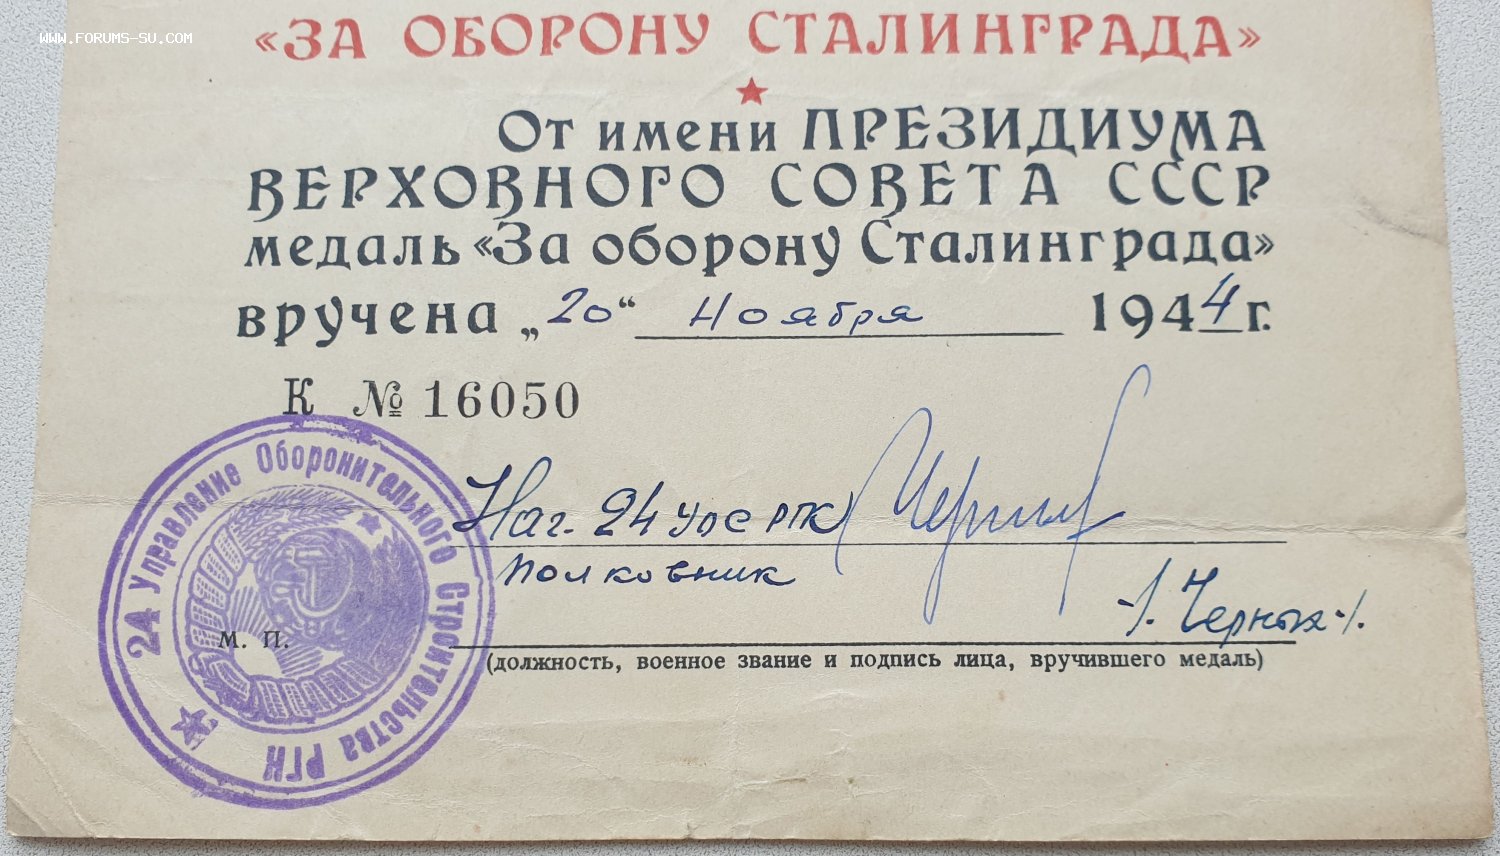 WWW.FORUMS-SU.COM
«ЗА ОБОРОНУ СТАЛИНГРАДА»
От имени ПРЕЗИДИУМА
ВЕРХОВНОГО СОВЕТА СССР
медаль «За оборону Сталинграда»
вручена „20“ Ноября 1944 г.
К № 16050
Нач. 24 УОС РГК
полковник
/. Черных ./.
М. П.
(должность, военное звание и подпись лица, вручившего медаль)
24 Управление Оборонительного Строительства РГК